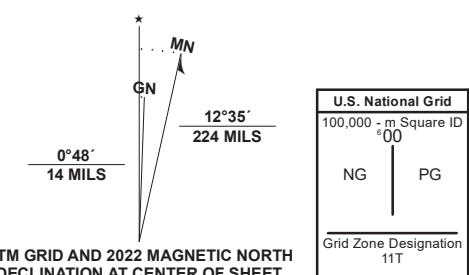 ★
MN
GN
12°35´
224 MILS
0°48´
14 MILS
TM GRID AND 2022 MAGNETIC NORTH
DECLINATION AT CENTER OF SHEET
U.S. National Grid
100,000 - m Square ID
⁶00
NG PG
Grid Zone Designation
11T